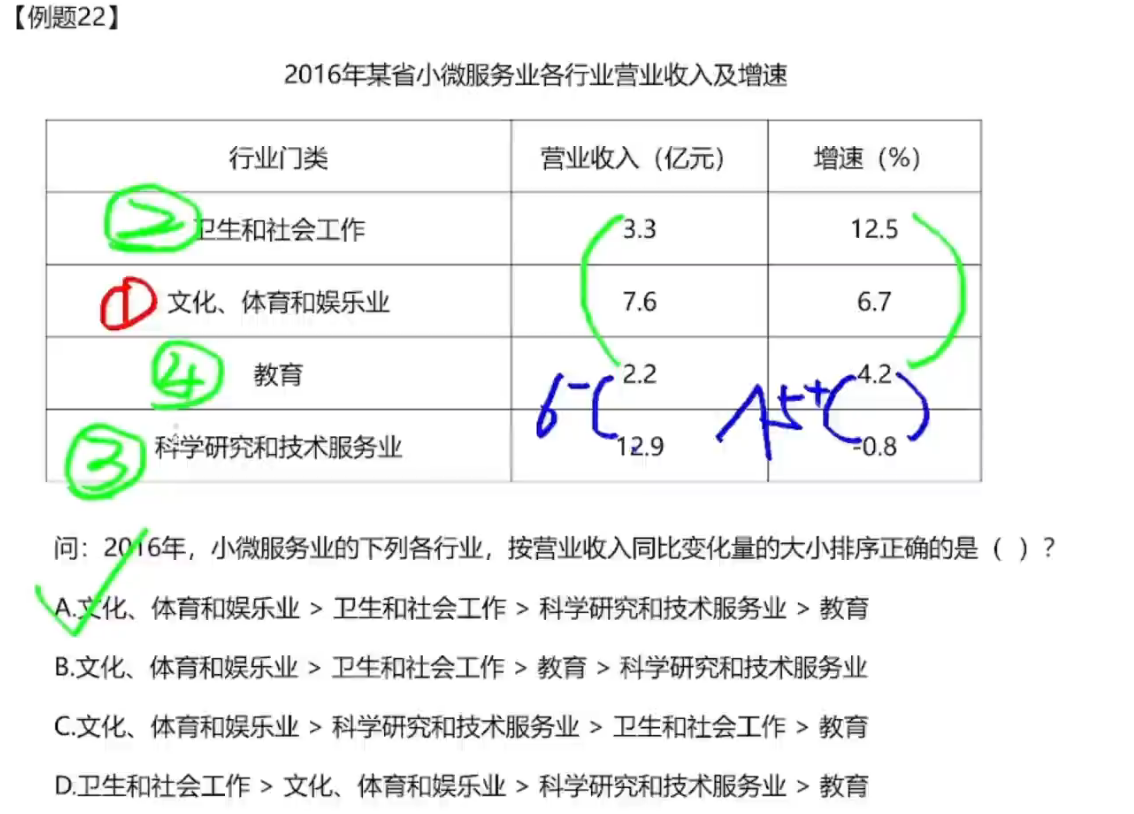 【例题22】
2016年某省小微服务业各行业营业收入及增速
行业门类 营业收入（亿元） 增速（%）
② 卫生和社会工作 3.3 12.5
① 文化、体育和娱乐业 7.6 6.7
④ 教育 2.2 4.2
6⁻ 5⁺
③ 科学研究和技术服务业 12.9 -0.8
问：2016年，小微服务业的下列各行业，按营业收入同比变化量的大小排序正确的是（ ）？
A.文化、体育和娱乐业 > 卫生和社会工作 > 科学研究和技术服务业 > 教育
B.文化、体育和娱乐业 > 卫生和社会工作 > 教育 > 科学研究和技术服务业
C.文化、体育和娱乐业 > 科学研究和技术服务业 > 卫生和社会工作 > 教育
D.卫生和社会工作 > 文化、体育和娱乐业 > 科学研究和技术服务业 > 教育